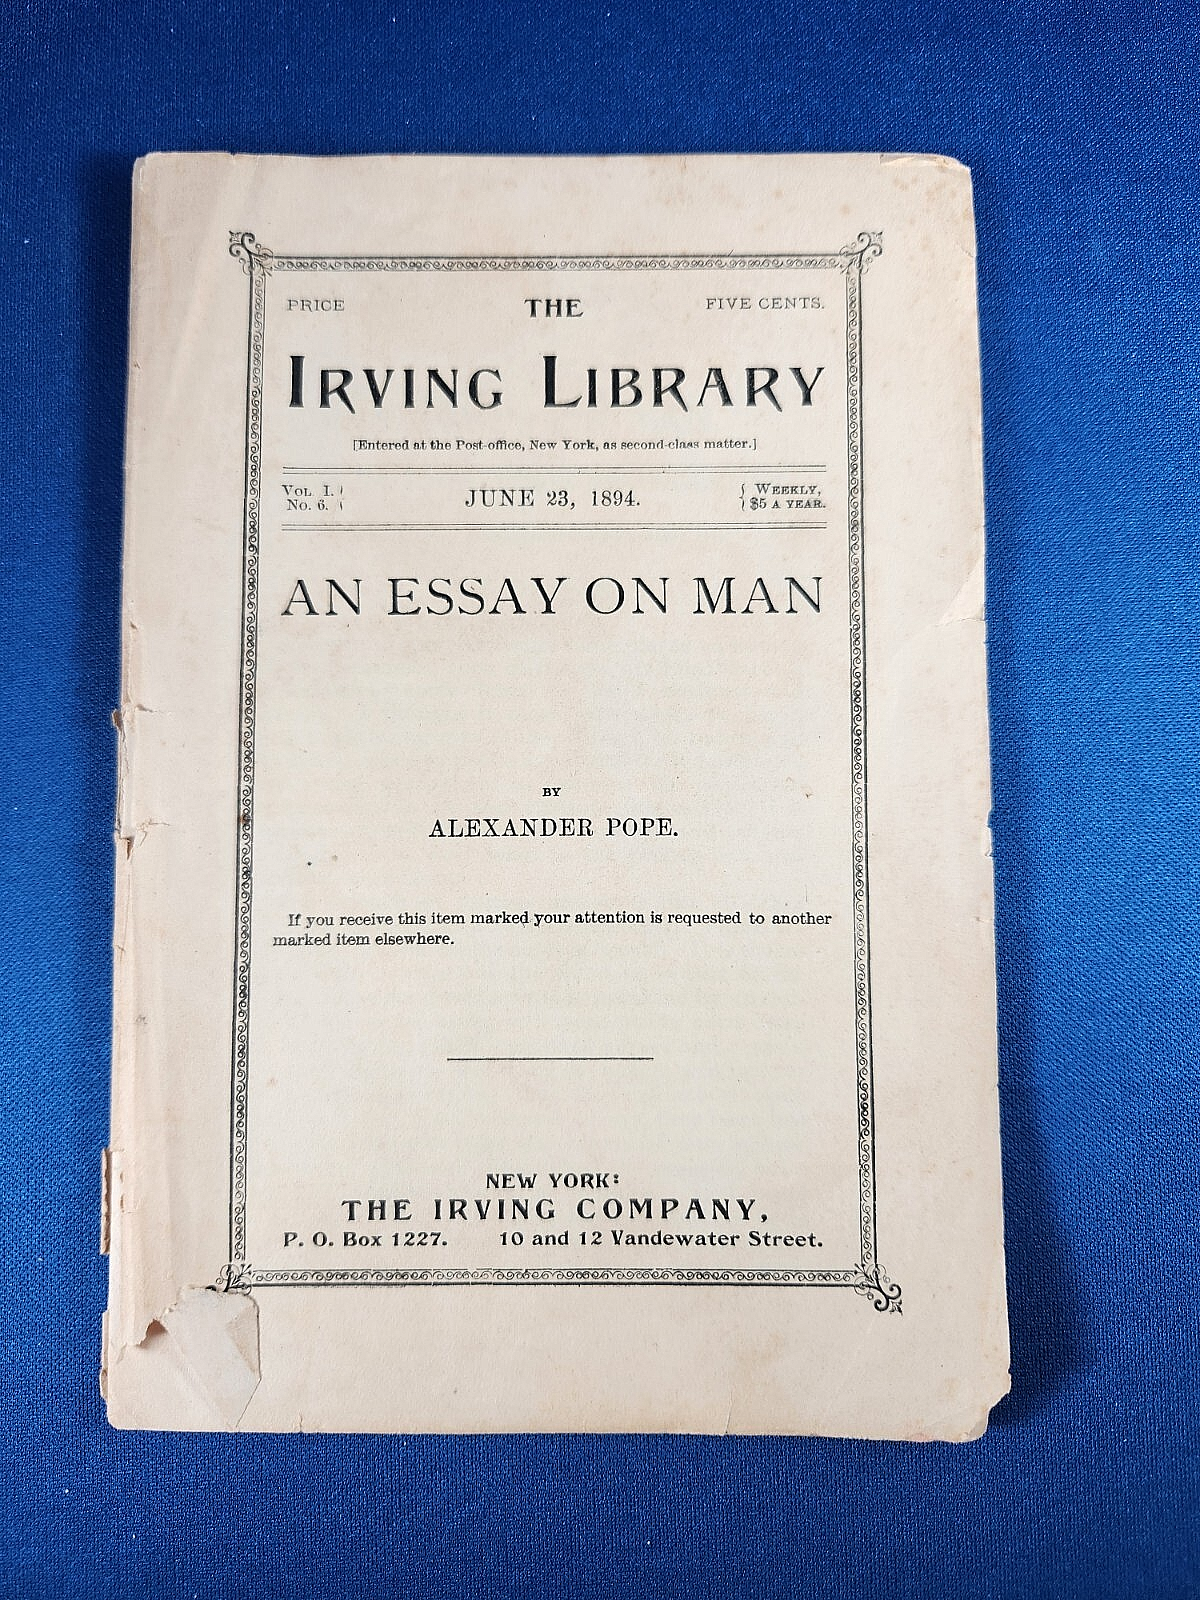 PRICE THE FIVE CENTS.
IRVING LIBRARY
[Entered at the Post-office, New York, as second-class matter.]
VOL I. JUNE 23, 1894. WEEKLY,
No. 6. $5 A YEAR.
AN ESSAY ON MAN
BY
ALEXANDER POPE.
If you receive this item marked your attention is requested to another
marked item elsewhere.
NEW YORK:
THE IRVING COMPANY,
P. O. Box 1227. 10 and 12 Vandewater Street.